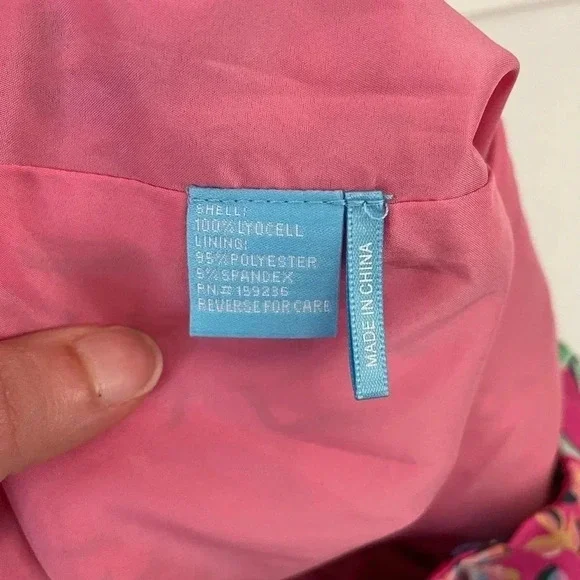 SHELL:
100% LYOCELL
LINING:
95% POLYESTER
5% SPANDEX
RN# 159236
REVERSE FOR CARE
MADE IN CHINA